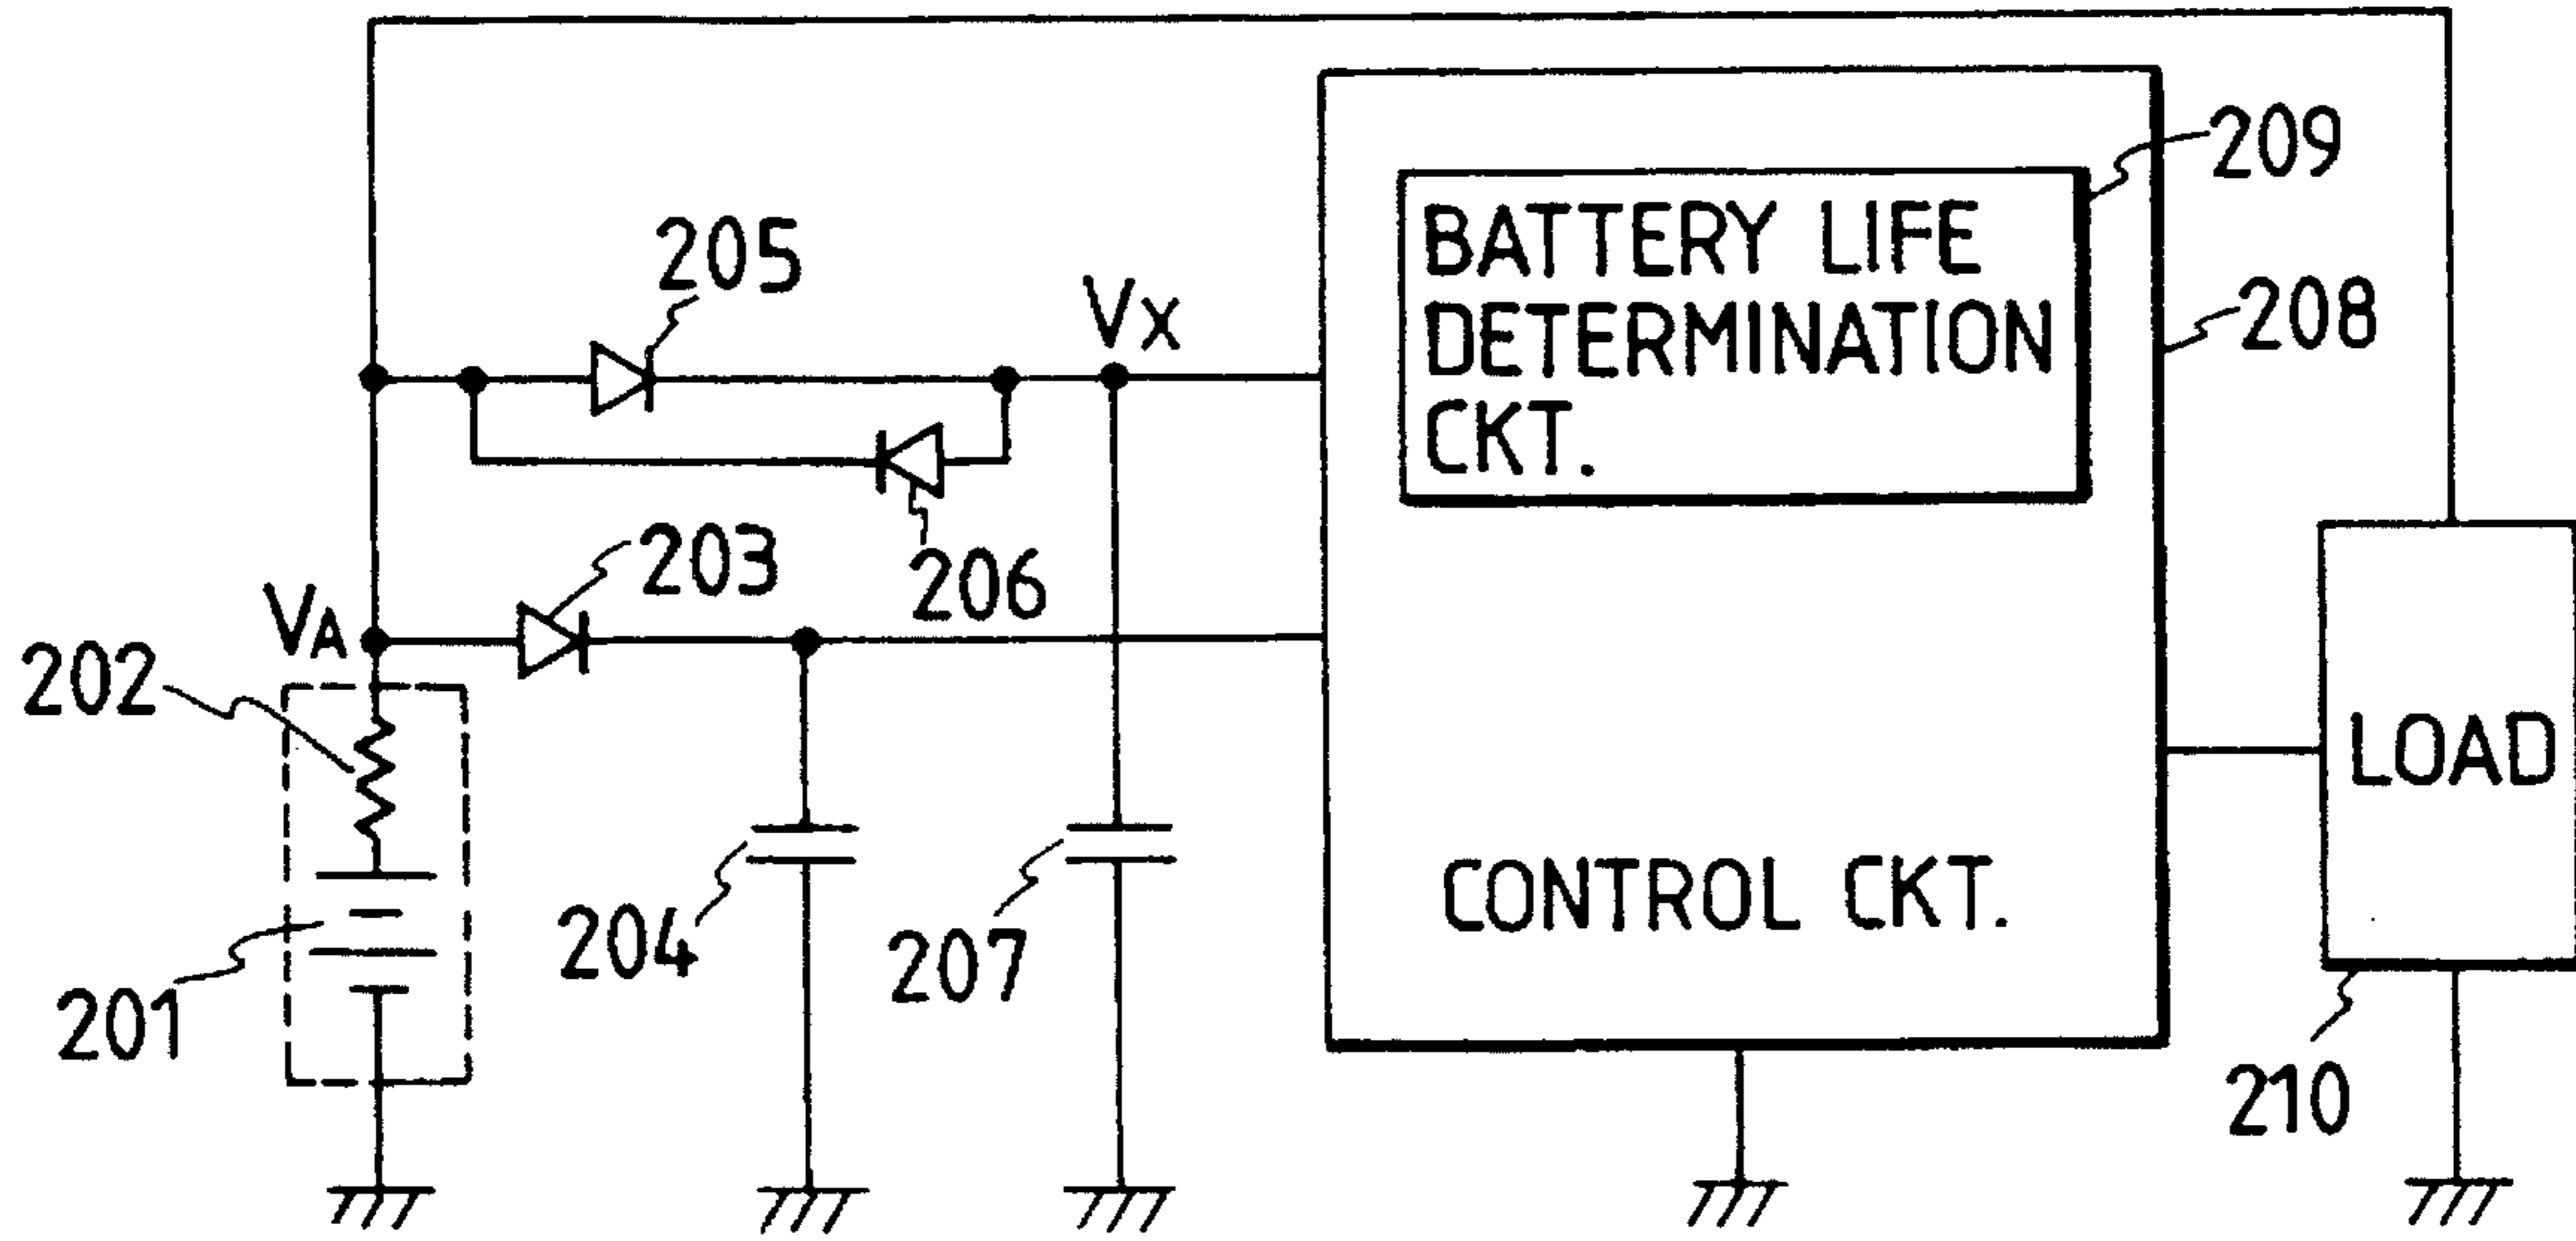 209
BATTERY LIFE
DETERMINATION
CKT.
208
205
VX
206
203
VA
202
LOAD
204
207
CONTROL CKT.
201
210